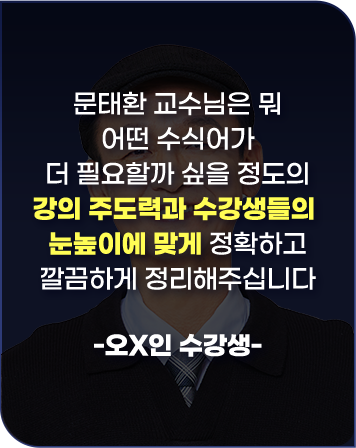 문태환 교수님은 뭐
어떤 수식어가
더 필요할까 싶을 정도의
강의 주도력과 수강생들의
눈높이에 맞게 정확하고
깔끔하게 정리해주십니다
-오X인 수강생-